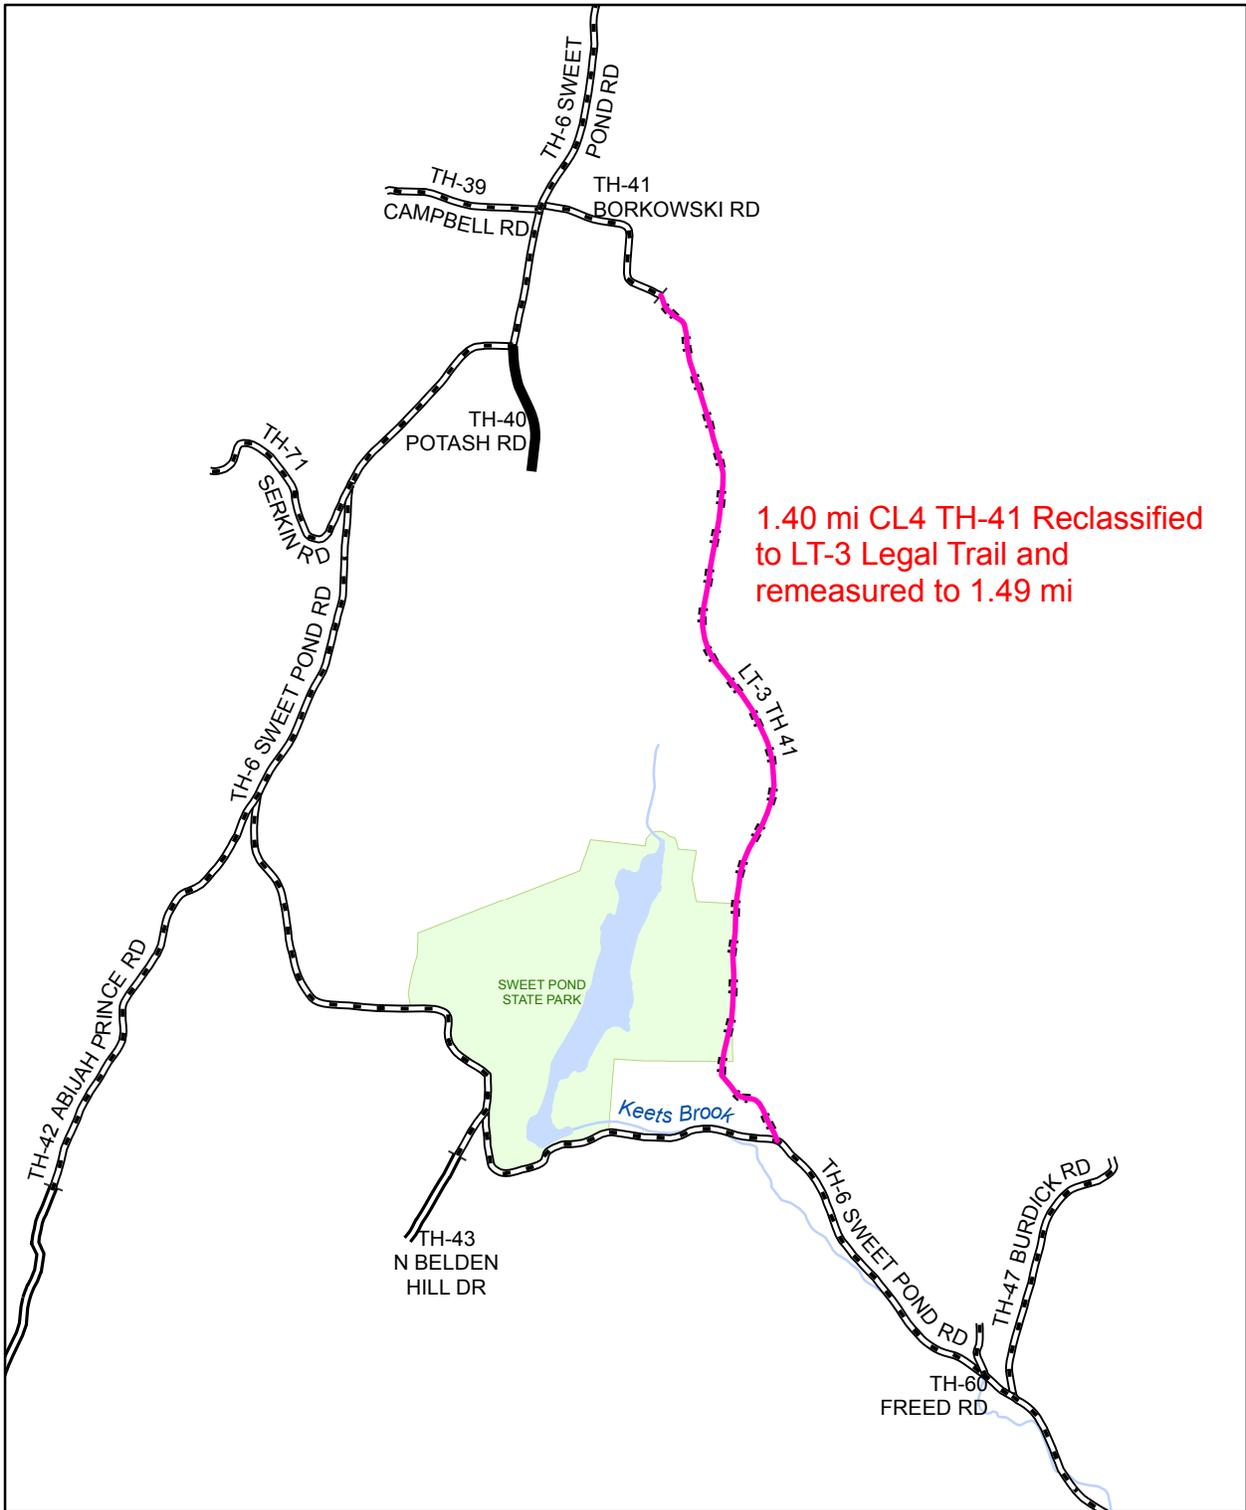 TH-6 SWEET
POND RD
TH-39
CAMPBELL RD
TH-41
BORKOWSKI RD
TH-40
POTASH RD
TH-71
SERKIN RD
1.40 mi CL4 TH-41 Reclassified
to LT-3 Legal Trail and
remeasured to 1.49 mi
TH-6 SWEET POND RD
LT-3 TH 41
TH-42 ABIJAH PRINCE RD
SWEET POND
STATE PARK
Keets Brook
TH-43
N BELDEN
HILL DR
TH-6 SWEET POND RD
TH-47 BURDICK RD
TH-60
FREED RD